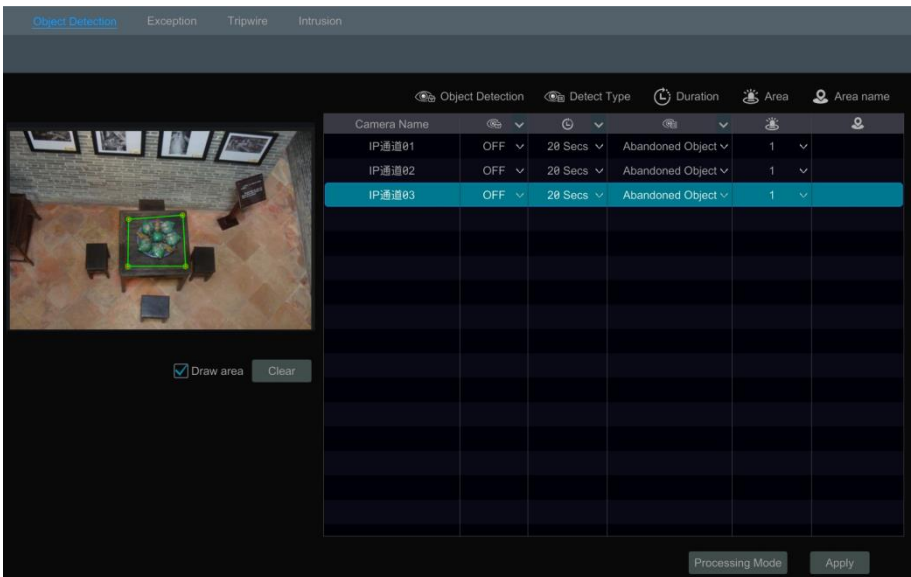 Object Detection Exception Tripwire Intrusion
Object Detection Detect Type Duration Area Area name
Camera Name
IP通道01 OFF 20 Secs Abandoned Object 1
IP通道02 OFF 20 Secs Abandoned Object 1
IP通道03 OFF 20 Secs Abandoned Object 1
Draw area Clear
Processing Mode Apply